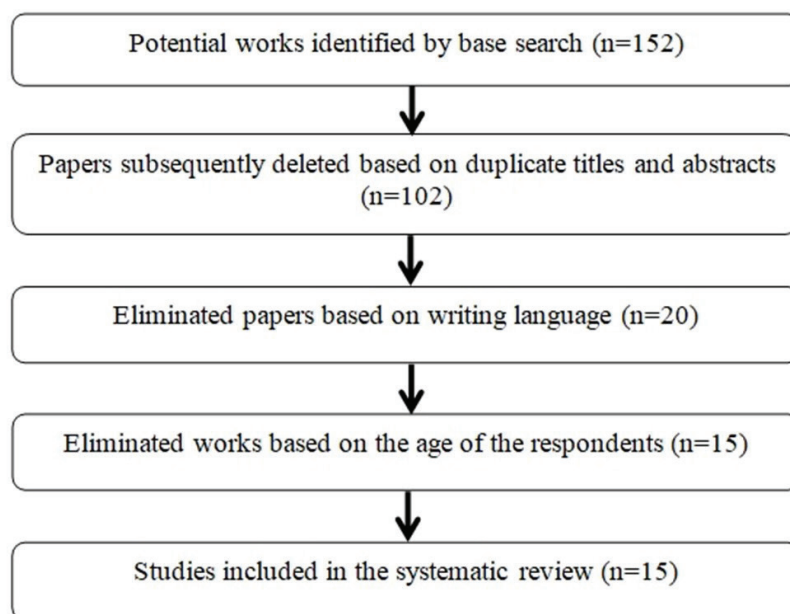 Potential works identified by base search (n=152)
Papers subsequently deleted based on duplicate titles and abstracts
(n=102)
Eliminated papers based on writing language (n=20)
Eliminated works based on the age of the respondents (n=15)
Studies included in the systematic review (n=15)